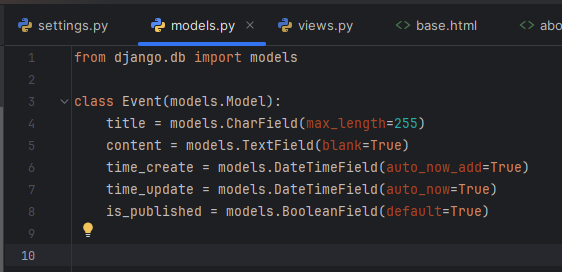 settings.py models.py views.py base.html abo
1 from django.db import models
2
3 class Event(models.Model):
4 title = models.CharField(max_length=255)
5 content = models.TextField(blank=True)
6 time_create = models.DateTimeField(auto_now_add=True)
7 time_update = models.DateTimeField(auto_now=True)
8 is_published = models.BooleanField(default=True)
9
10